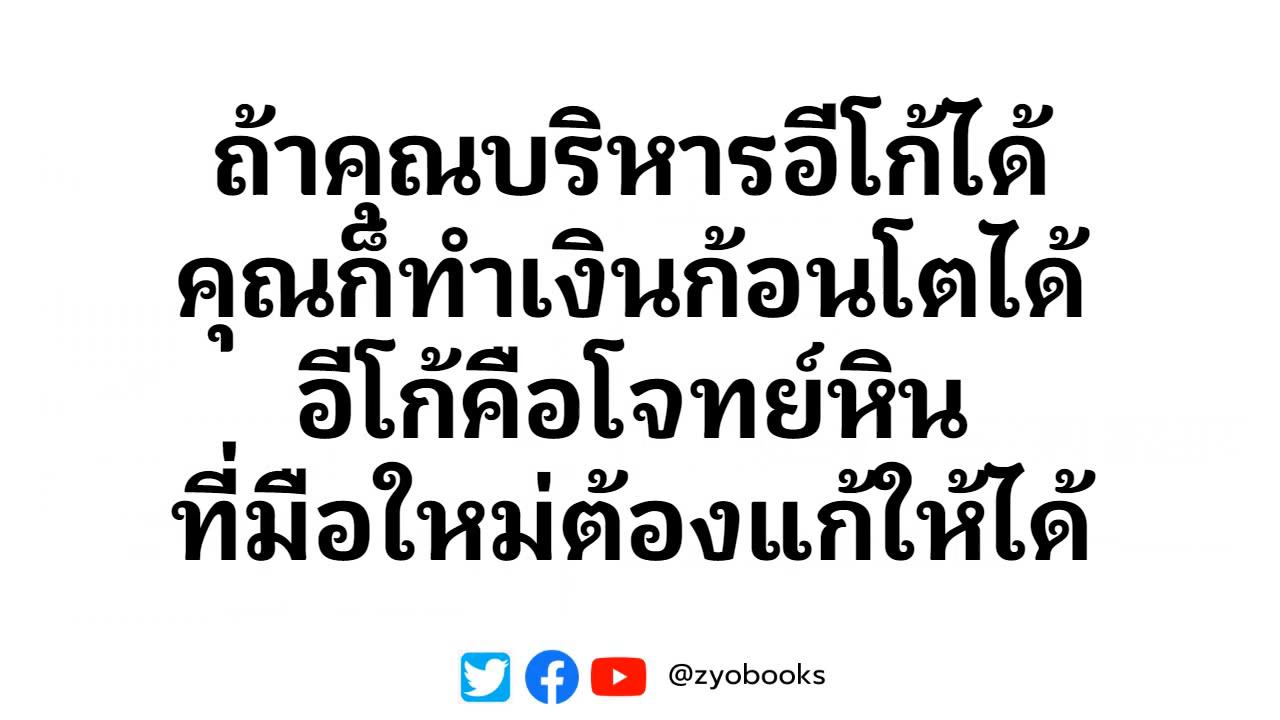 ถ้าคุณบริหารอีโก้ได้
คุณก็ทำเงินก้อนโตได้
อีโก้คือโจทย์หิน
ที่มือใหม่ต้องแก้ให้ได้
@zyobooks